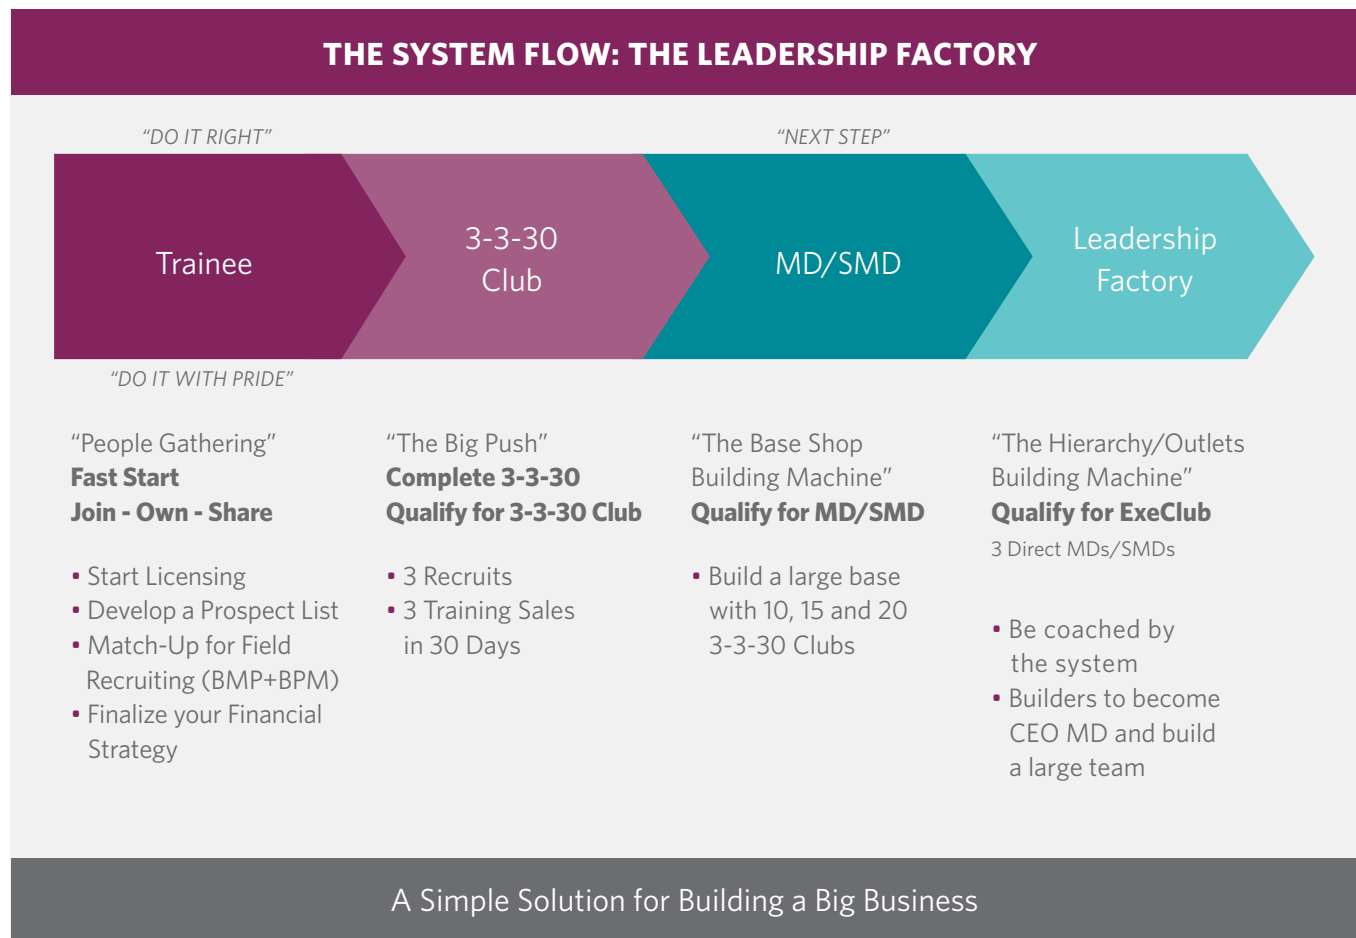 THE SYSTEM FLOW: THE LEADERSHIP FACTORY
“DO IT RIGHT”
“NEXT STEP”
Trainee
3-3-30
Club
MD/SMD
Leadership
Factory
“DO IT WITH PRIDE”
“People Gathering”
Fast Start
Join - Own - Share
• Start Licensing
• Develop a Prospect List
• Match-Up for Field
Recruiting (BMP+BPM)
• Finalize your Financial
Strategy
“The Big Push”
Complete 3-3-30
Qualify for 3-3-30 Club
• 3 Recruits
• 3 Training Sales
in 30 Days
“The Base Shop
Building Machine”
Qualify for MD/SMD
• Build a large base
with 10, 15 and 20
3-3-30 Clubs
“The Hierarchy/Outlets
Building Machine”
Qualify for ExeClub
3 Direct MDs/SMDs
• Be coached by
the system
• Builders to become
CEO MD and build
a large team
A Simple Solution for Building a Big Business